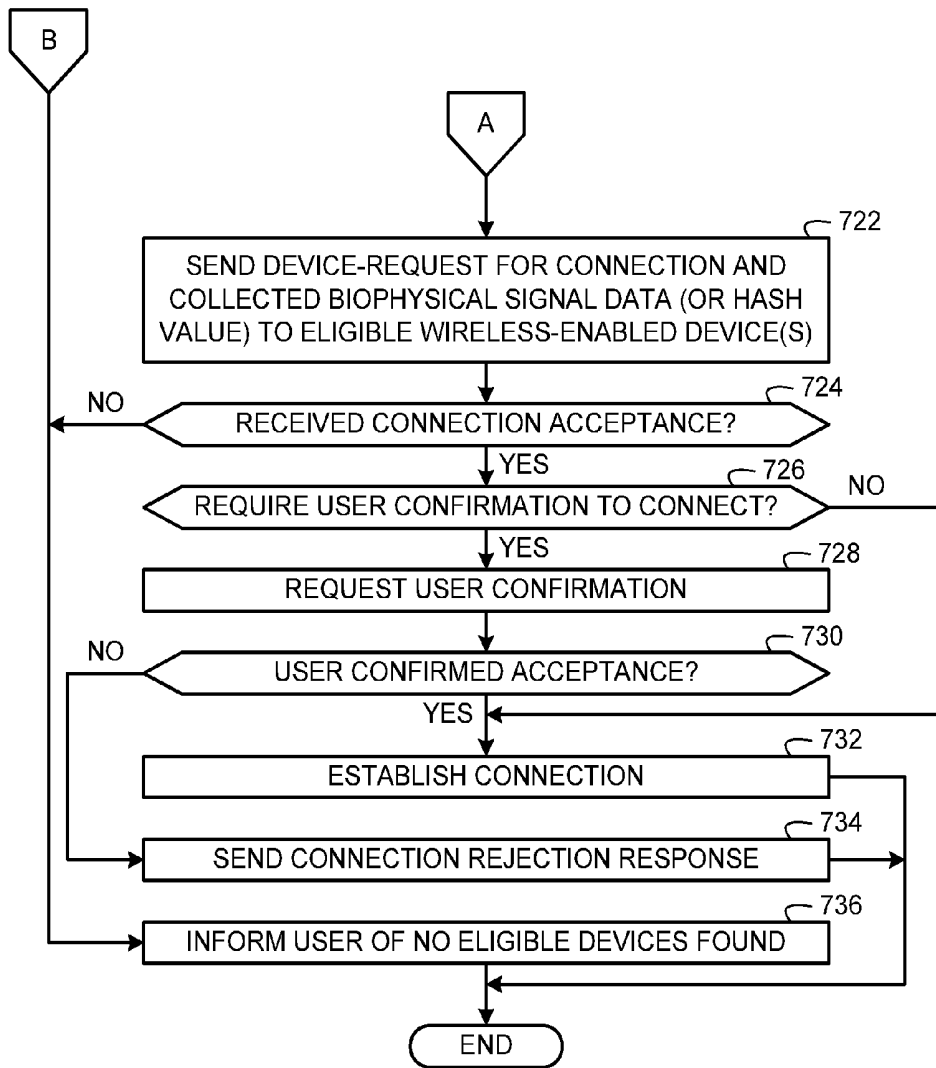 B
A
722
SEND DEVICE-REQUEST FOR CONNECTION AND
COLLECTED BIOPHYSICAL SIGNAL DATA (OR HASH
VALUE) TO ELIGIBLE WIRELESS-ENABLED DEVICE(S)
724
NO
RECEIVED CONNECTION ACCEPTANCE?
YES
726
NO
REQUIRE USER CONFIRMATION TO CONNECT?
YES
728
REQUEST USER CONFIRMATION
730
NO
USER CONFIRMED ACCEPTANCE?
YES
732
ESTABLISH CONNECTION
734
SEND CONNECTION REJECTION RESPONSE
736
INFORM USER OF NO ELIGIBLE DEVICES FOUND
END